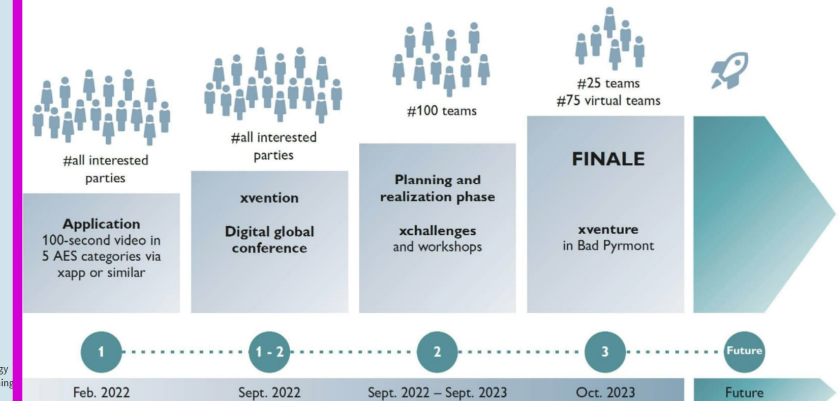 #all interested
parties
Application
100-second video in
5 AES categories via
xapp or similar
#all interested
parties
xvention
Digital global
conference
#100 teams
Planning and
realization phase
xchallenges
and workshops
#25 teams
#75 virtual teams
FINALE
xventure
in Bad Pyrmont
1
1 - 2
2
3
Future
Feb. 2022
Sept. 2022
Sept. 2022 – Sept. 2023
Oct. 2023
Future